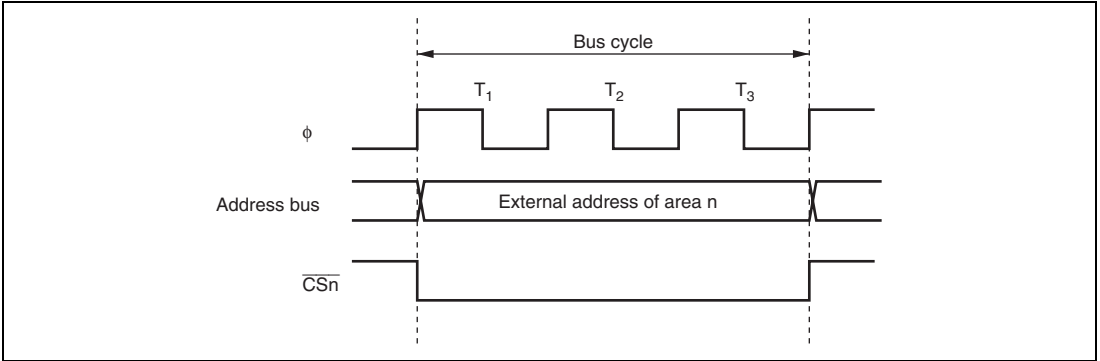 Bus cycle
T1 T2 T3
ϕ
Address bus External address of area n
CSn